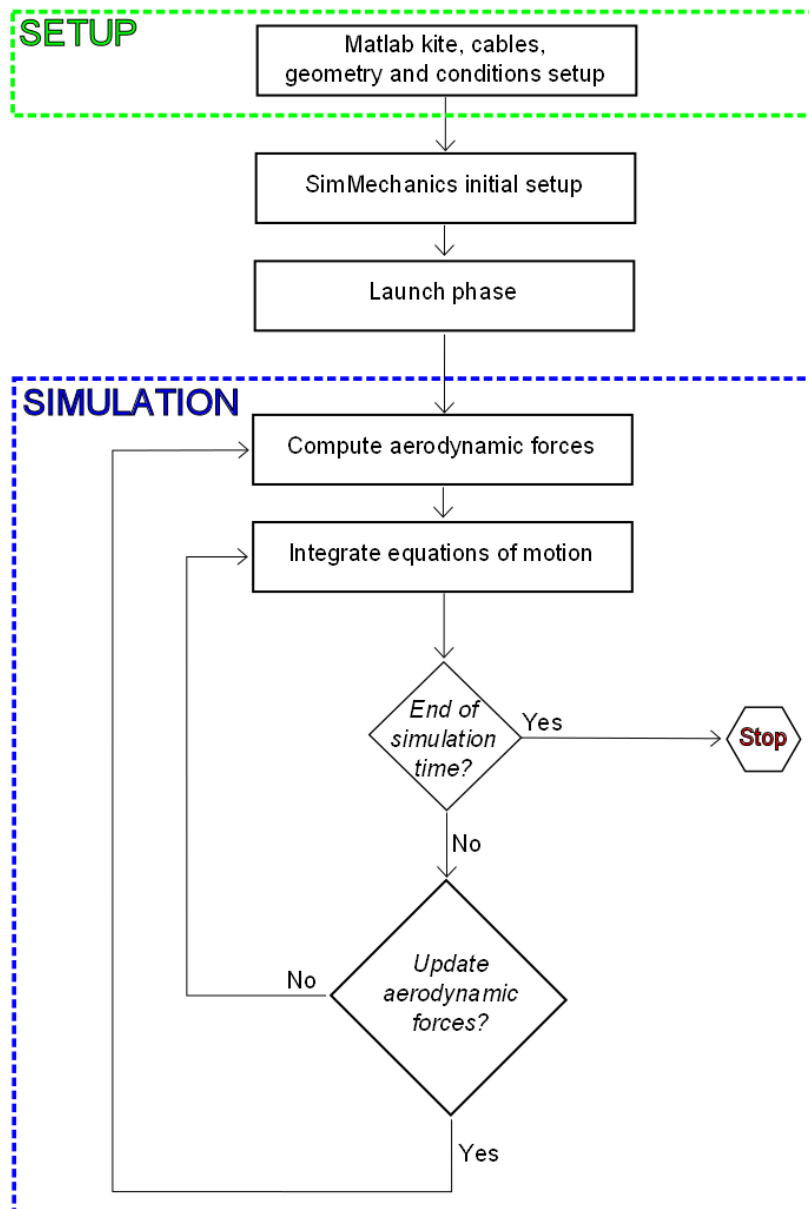 SETUP
Matlab kite, cables,
geometry and conditions setup
SimMechanics initial setup
Launch phase
SIMULATION
Compute aerodynamic forces
Integrate equations of motion
End of
simulation
time?
Yes
Stop
No
Update
aerodynamic
forces?
No
Yes